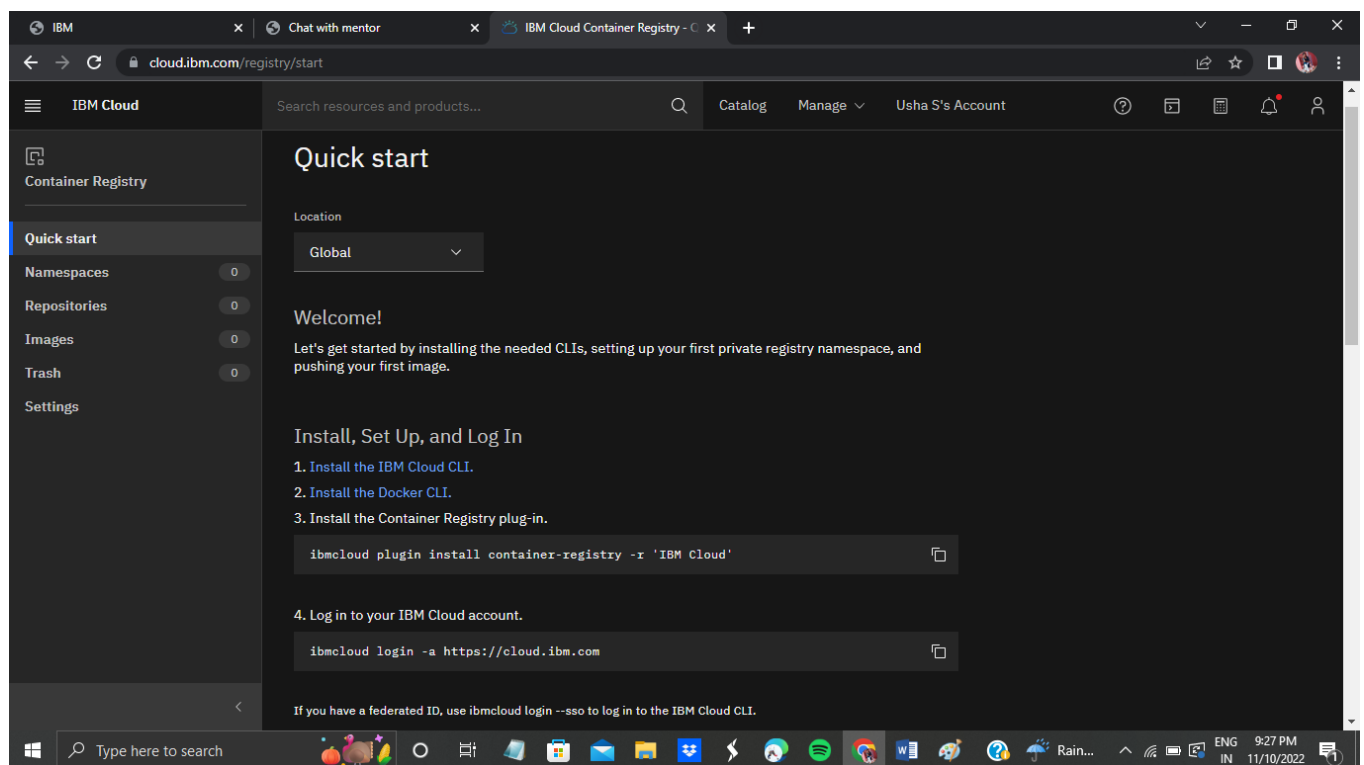 IBM
Chat with mentor
IBM Cloud Container Registry - C
cloud.ibm.com/registry/start
IBM Cloud
Search resources and products...
Catalog
Manage
Usha S's Account
Container Registry
Quick start
Namespaces 0
Repositories 0
Images 0
Trash 0
Settings
Quick start
Location
Global
Welcome!
Let's get started by installing the needed CLIs, setting up your first private registry namespace, and
pushing your first image.
Install, Set Up, and Log In
1. Install the IBM Cloud CLI.
2. Install the Docker CLI.
3. Install the Container Registry plug-in.
ibmcloud plugin install container-registry -r 'IBM Cloud'
4. Log in to your IBM Cloud account.
ibmcloud login -a https://cloud.ibm.com
If you have a federated ID, use ibmcloud login --sso to log in to the IBM Cloud CLI.
Type here to search
Rain...
ENG
IN
9:27 PM
11/10/2022
1